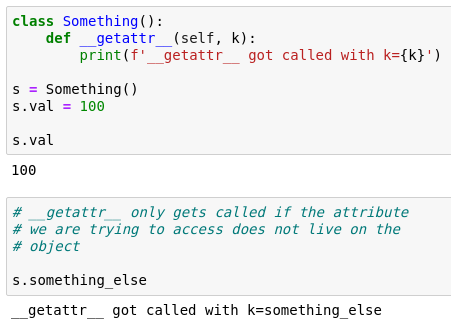 class Something():
    def __getattr__(self, k):
        print(f'__getattr__ got called with k={k}')
s = Something()
s.val = 100
s.val
100
# __getattr__ only gets called if the attribute
# we are trying to access does not live on the
# object
s.something_else
__getattr__ got called with k=something_else